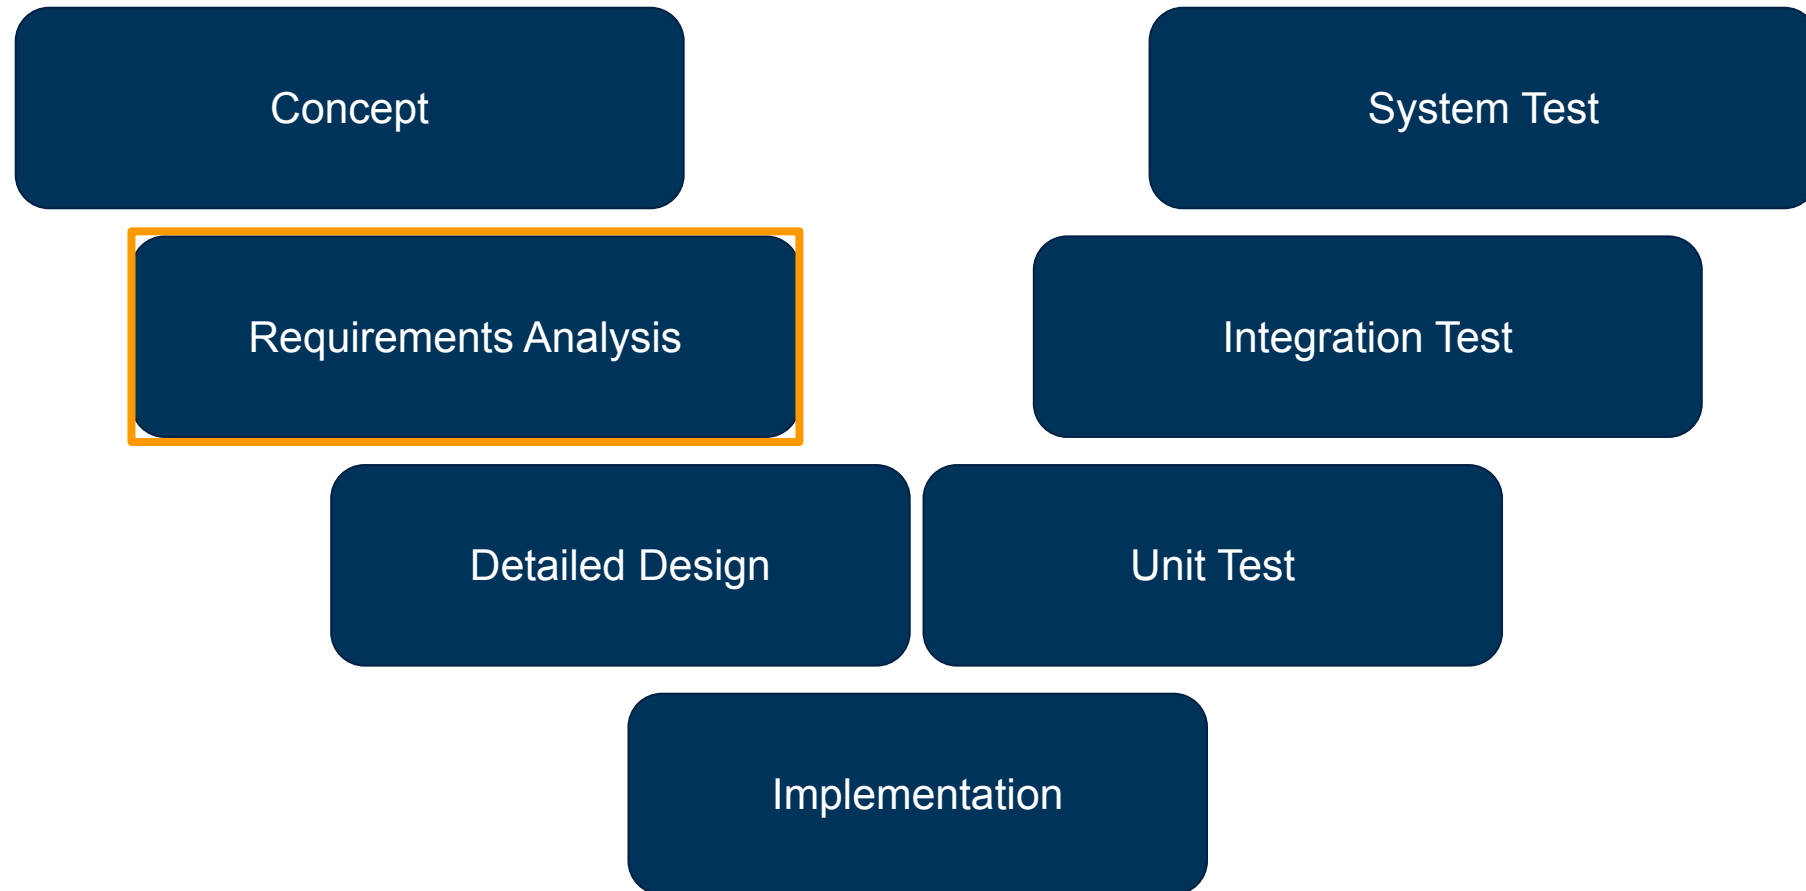 Concept
System Test
Requirements Analysis
Integration Test
Detailed Design
Unit Test
Implementation